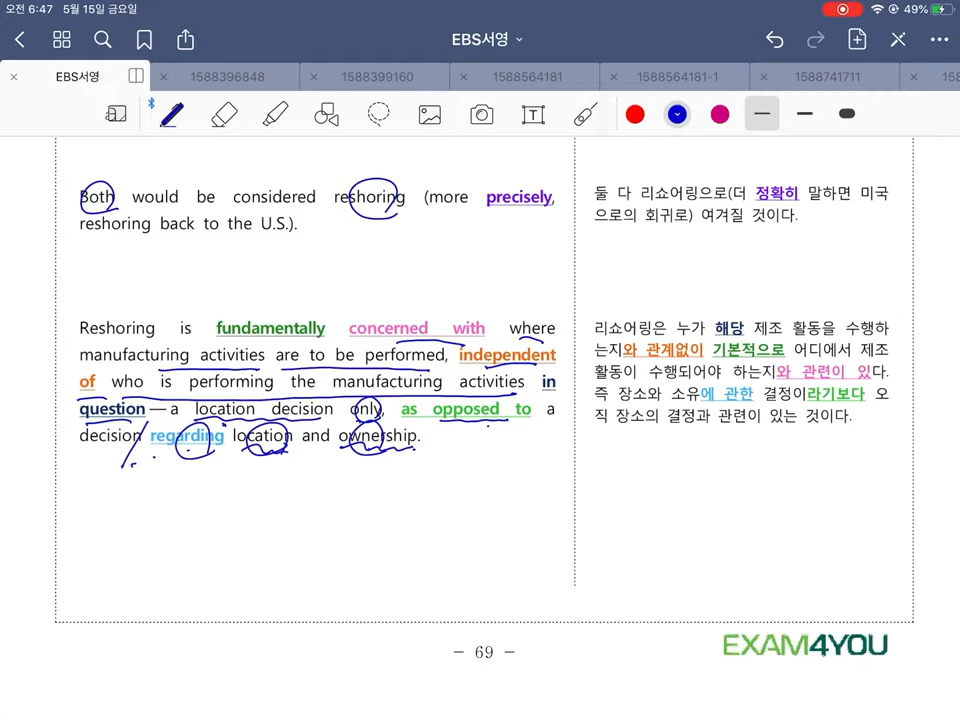 오전 6:47 5월 15일 금요일
49%
EBS서영
EBS서영
1588396848
1588399160
1588564181
1588564181-1
1588741711
Both would be considered reshoring (more precisely,
reshoring back to the U.S.).
둘 다 리쇼어링으로(더 정확히 말하면 미국
으로의 회귀로) 여겨질 것이다.
Reshoring is fundamentally concerned with where
manufacturing activities are to be performed, independent
of who is performing the manufacturing activities in
question—a location decision only, as opposed to a
decision regarding location and ownership.
리쇼어링은 누가 해당 제조 활동을 수행하
는지와 관계없이 기본적으로 어디에서 제조
활동이 수행되어야 하는지와 관련이 있다.
즉 장소와 소유에 관한 결정이라기보다 오
직 장소의 결정과 관련이 있는 것이다.
- 69 -
EXAM4YOU